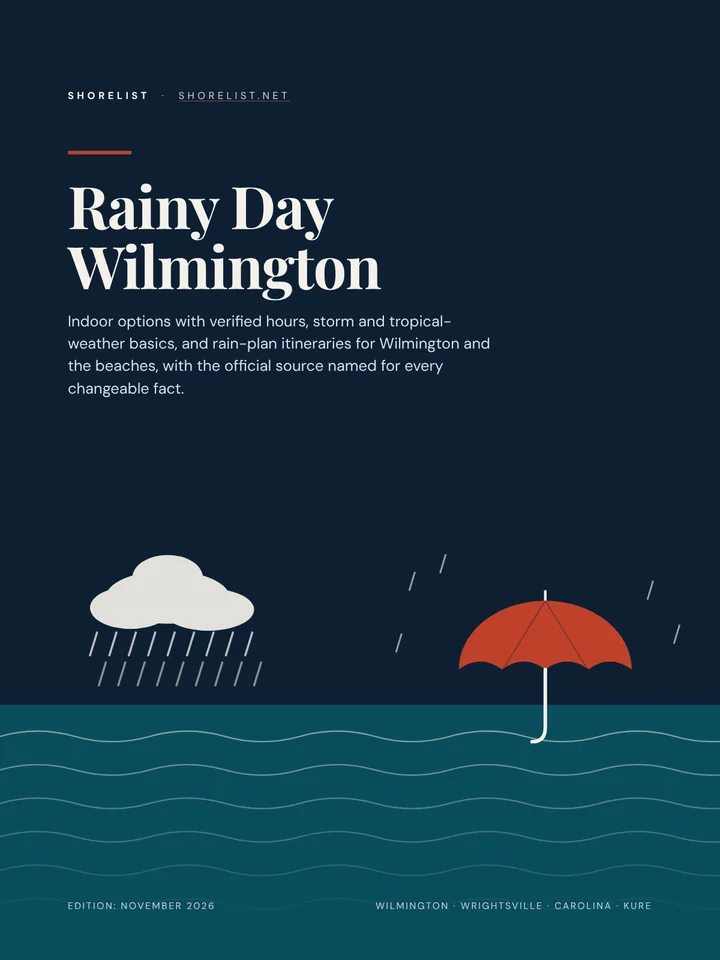 SHORELIST · SHORELIST.NET
Rainy Day
Wilmington
Indoor options with verified hours, storm and tropical-
weather basics, and rain-plan itineraries for Wilmington and
the beaches, with the official source named for every
changeable fact.
EDITION: NOVEMBER 2026
WILMINGTON · WRIGHTSVILLE · CAROLINA · KURE